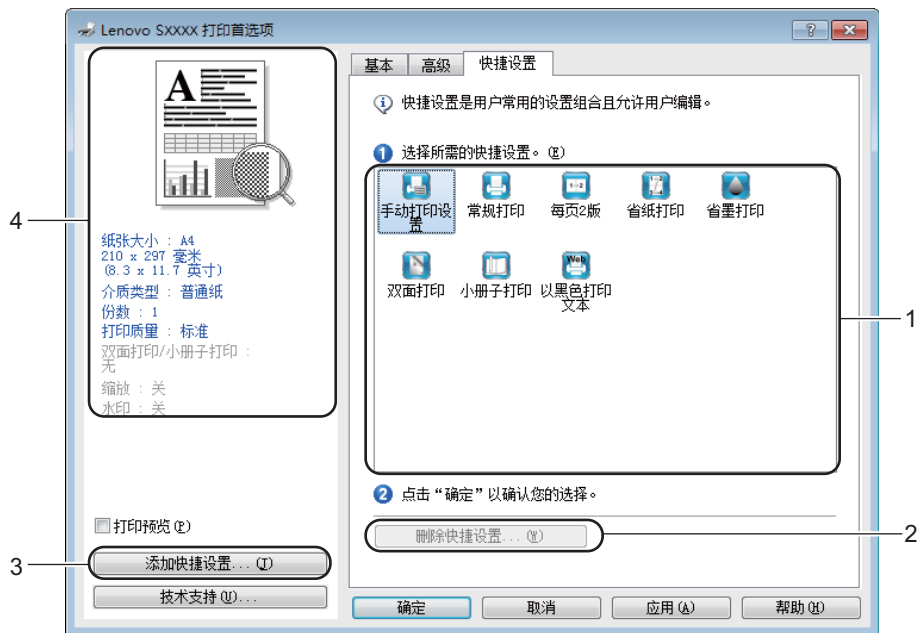 Lenovo SXXXX 打印首选项
基本
高级
快捷设置
快捷设置是用户常用的设置组合且允许用户编辑。
1 选择所需的快捷设置。(E)
手动打印设
置
常规打印
每页2版
省纸打印
省墨打印
双面打印
小册子打印
Web
以黑色打印
文本
1
2 点击“确定”以确认您的选择。
删除快捷设置...(W)
2
A
4
纸张大小 : A4
210 x 297 毫米
(8.3 x 11.7 英寸)
介质类型 : 普通纸
份数 : 1
打印质量 : 标准
双面打印/小册子打印 :
无
缩放 : 关
水印 : 关
打印预览(P)
3
添加快捷设置...(T)
技术支持(U)...
确定
取消
应用(A)
帮助(H)